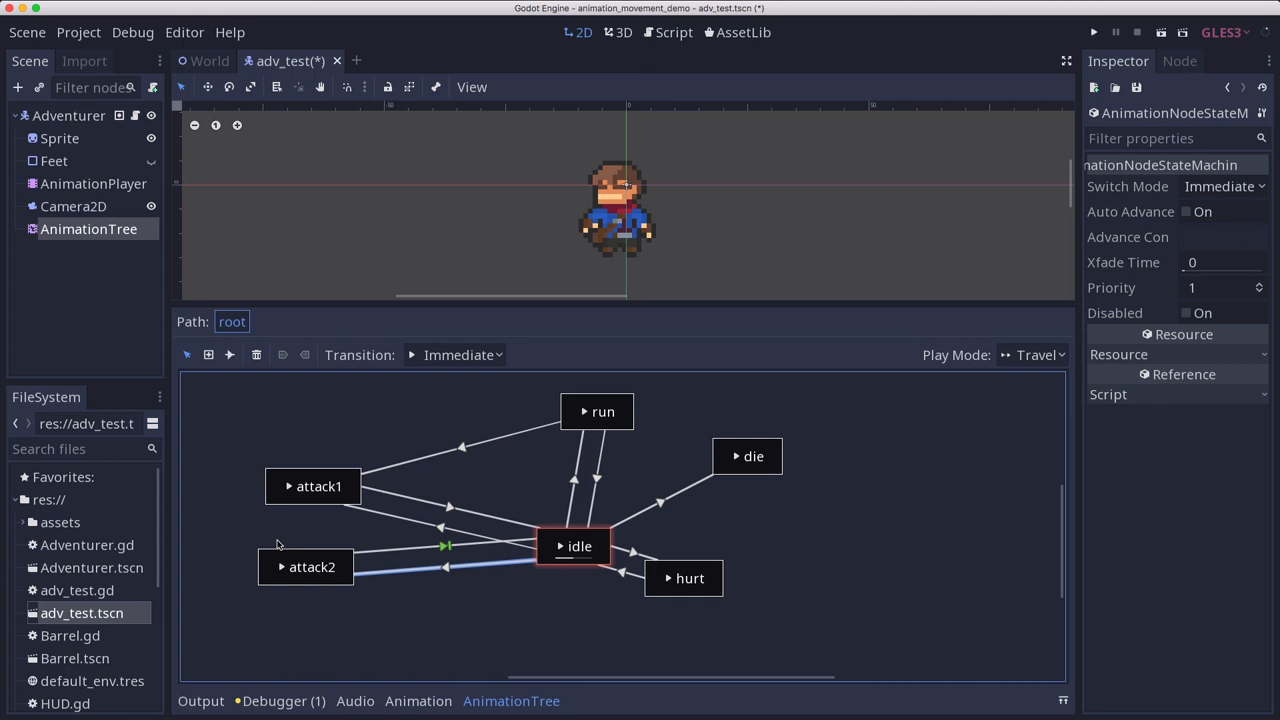 Godot Engine - animation_movement_demo - adv_test.tscn (*)
Scene Project Debug Editor Help
2D 3D Script AssetLib
GLES3
Scene Import
Filter nodes
Adventurer
Sprite
Feet
AnimationPlayer
Camera2D
AnimationTree
FileSystem
res://adv_test.t
Search files
Favorites:
res://
assets
Adventurer.gd
Adventurer.tscn
adv_test.gd
adv_test.tscn
Barrel.gd
Barrel.tscn
default_env.tres
HUD.gd
World adv_test(*)
View
-50 0 50
0
1
Path: root
Transition: Immediate
Play Mode: Travel
run
die
attack1
idle
attack2
hurt
Output Debugger (1) Audio Animation AnimationTree
Inspector Node
AnimationNodeStateM
Filter properties
nationNodeStateMachin
Switch Mode Immediate
Auto Advance On
Advance Con
Xfade Time 0
Priority 1
Disabled On
Resource
Resource
Reference
Script